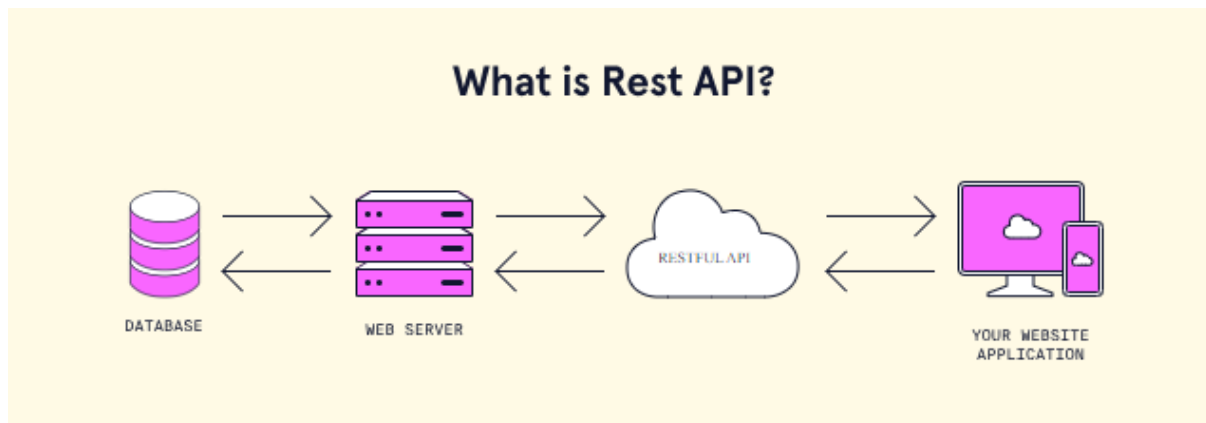 What is Rest API?
RESTFUL API
DATABASE
WEB SERVER
YOUR WEBSITE
APPLICATION